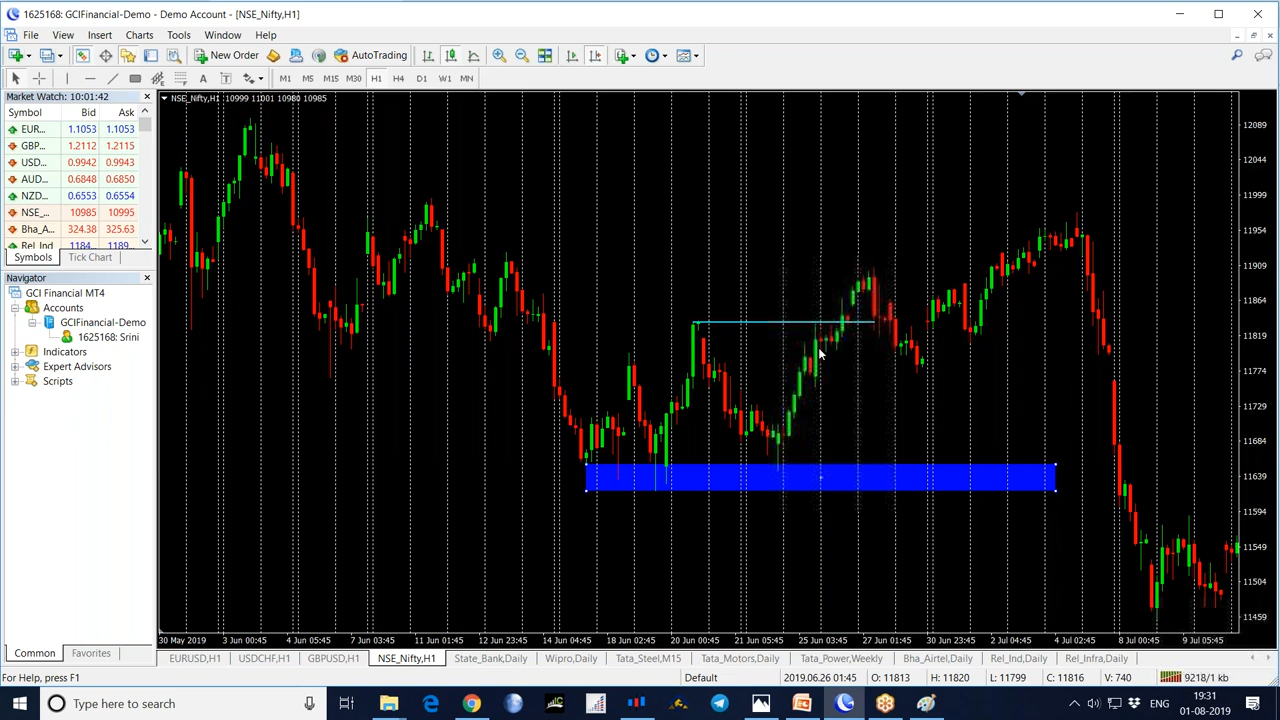 1625168: GCIFinancial-Demo - Demo Account - [NSE_Nifty,H1]
File View Insert Charts Tools Window Help
New Order AutoTrading
A T M1 M5 M15 M30 H1 H4 D1 W1 MN
Market Watch: 10:01:42
Symbol Bid Ask
EUR... 1.1053 1.1053
GBP... 1.2112 1.2115
USD... 0.9942 0.9943
AUD... 0.6848 0.6850
NZD... 0.6553 0.6554
NSE_... 10985 10995
Bha_A... 324.38 325.63
Rel_Ind 1184... 1189...
Symbols Tick Chart
Navigator
GCI Financial MT4
Accounts
GCIFinancial-Demo
1625168: Srini
Indicators
Expert Advisors
Scripts
Common Favorites
NSE_Nifty,H1 10999 11001 10980 10985
12089
12044
11999
11954
11909
11864
11819
11774
11729
11684
11639
11594
11549
11504
11459
30 May 2019 3 Jun 00:45 4 Jun 05:45 7 Jun 03:45 11 Jun 01:45 12 Jun 23:45 14 Jun 04:45 18 Jun 02:45 20 Jun 00:45 21 Jun 05:45 25 Jun 03:45 27 Jun 01:45 30 Jun 23:45 2 Jul 04:45 4 Jul 02:45 8 Jul 00:45 9 Jul 05:45
EURUSD,H1 USDCHF,H1 GBPUSD,H1 NSE_Nifty,H1 State_Bank,Daily Wipro,Daily Tata_Steel,M15 Tata_Motors,Daily Tata_Power,Weekly Bha_Airtel,Daily Rel_Ind,Daily Rel_Infra,Daily
For Help, press F1 Default 2019.06.26 01:45 O: 11813 H: 11820 L: 11799 C: 11816 V: 740 9218/1 kb
Type here to search ENG 19:31
01-08-2019